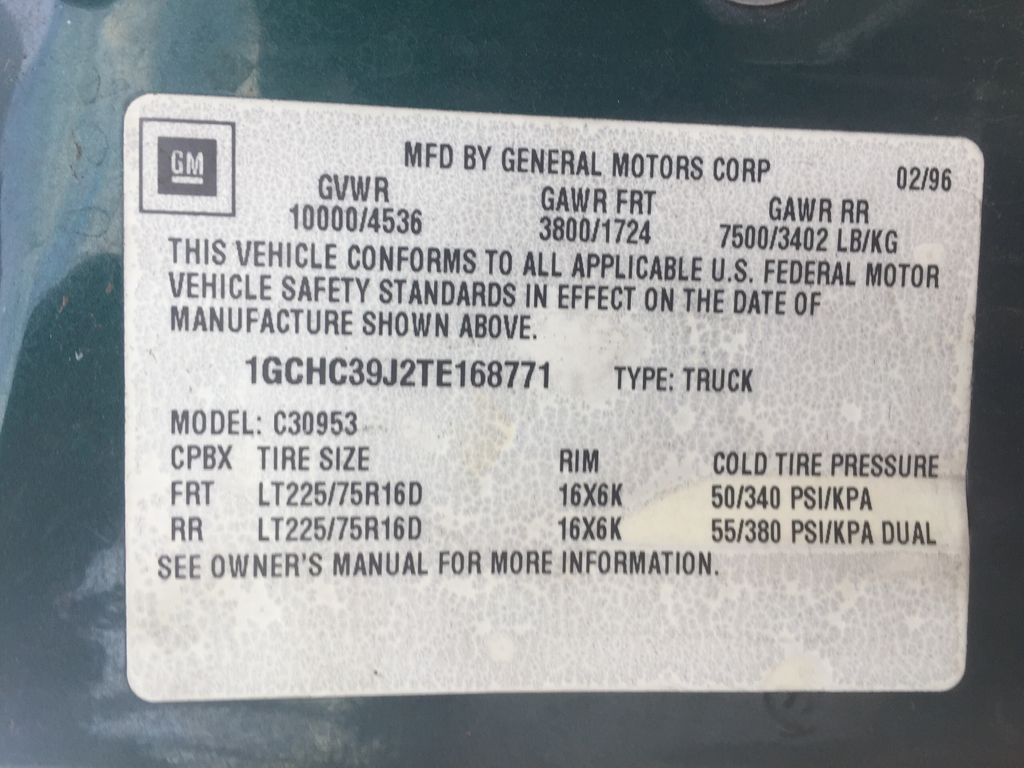 GM
MFD BY GENERAL MOTORS CORP 02/96
GVWR GAWR FRT GAWR RR
10000/4536 3800/1724 7500/3402 LB/KG
THIS VEHICLE CONFORMS TO ALL APPLICABLE U.S. FEDERAL MOTOR
VEHICLE SAFETY STANDARDS IN EFFECT ON THE DATE OF
MANUFACTURE SHOWN ABOVE.
1GCHC39J2TE168771 TYPE: TRUCK
MODEL: C30953
CPBX TIRE SIZE RIM COLD TIRE PRESSURE
FRT LT225/75R16D 16X6K 50/340 PSI/KPA
RR LT225/75R16D 16X6K 55/380 PSI/KPA DUAL
SEE OWNER'S MANUAL FOR MORE INFORMATION.